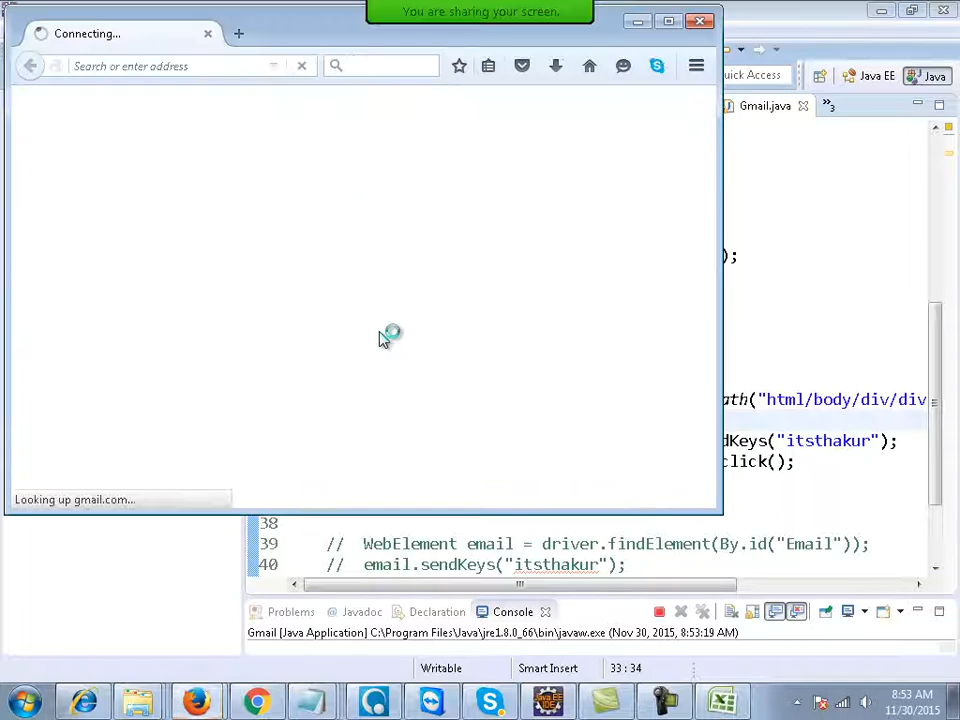 You are sharing your screen.
Connecting...
Search or enter address
uick Access
Java EE
Java
Gmail.java
3
);
ath("html/body/div/div
dKeys("itsthakur");
click();
Looking up gmail.com...
38
39 // WebElement email = driver.findElement(By.id("Email"));
40 // email.sendKeys("itsthakur");
Problems @ Javadoc Declaration Console
Gmail [Java Application] C:\Program Files\Java\jre1.8.0_66\bin\javaw.exe (Nov 30, 2015, 8:53:19 AM)
Writable Smart Insert 33 : 34
8:53 AM
11/30/2015